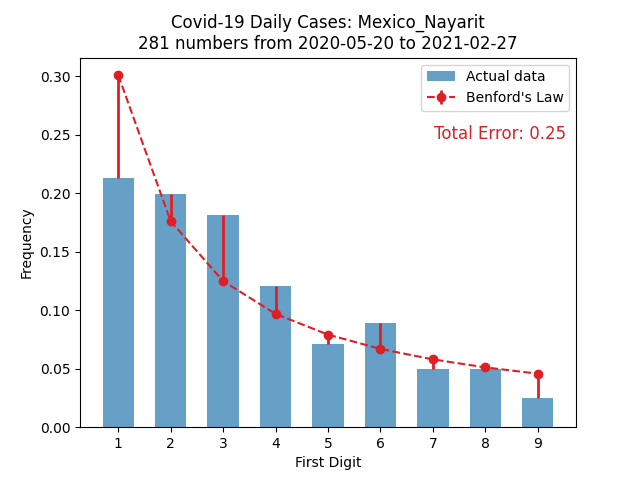 Covid-19 Daily Cases: Mexico_Nayarit
281 numbers from 2020-05-20 to 2021-02-27
Actual data
Benford's Law
Total Error: 0.25
Frequency
0.30
0.25
0.20
0.15
0.10
0.05
0.00
1 2 3 4 5 6 7 8 9
First Digit